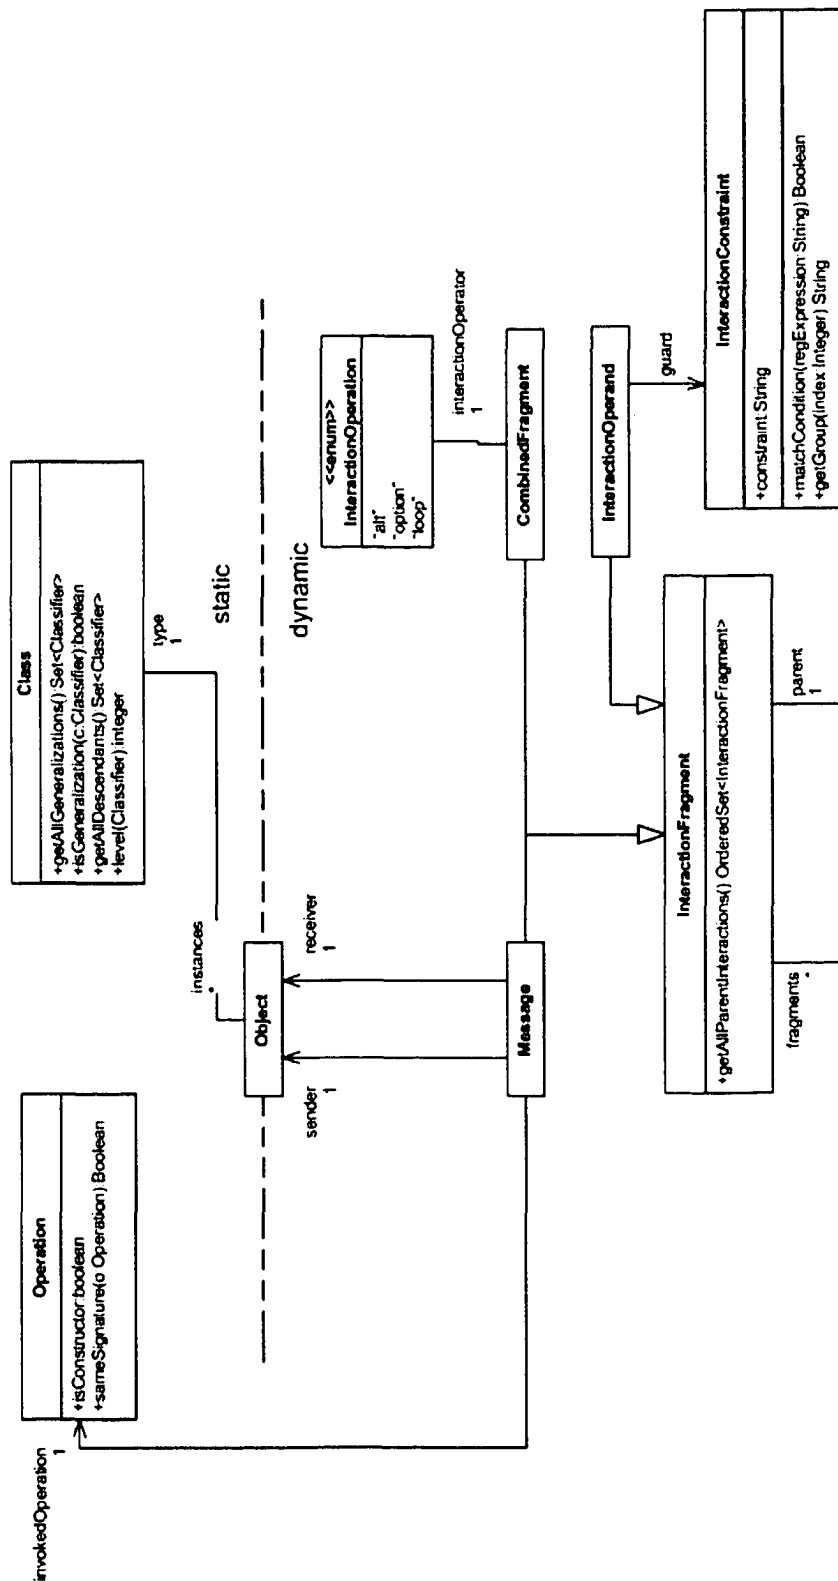 invokedOperation
1
Operation
+isConstructor:boolean
+sameSignature(o Operation):Boolean
Class
+getAllGeneralizations():Set<Classifier>
+isGeneralization(c:Classifier):boolean
+getAllDescendants():Set<Classifier>
+level(Classifier):integer
type
1
instances
*
static
dynamic
Object
sender
1
receiver
1
<<enum>>
InteractionOperation
"alt"
"option"
"loop"
interactionOperator
1
Message
CombinedFragment
InteractionOperand
guard
InteractionFragment
+getAllParentInteractions() OrderedSet<InteractionFragment>
fragments
*
parent
1
InteractionConstraint
+constraint:String
+matchCondition(regExpression:String):Boolean
+getGroup(Index Integer) String